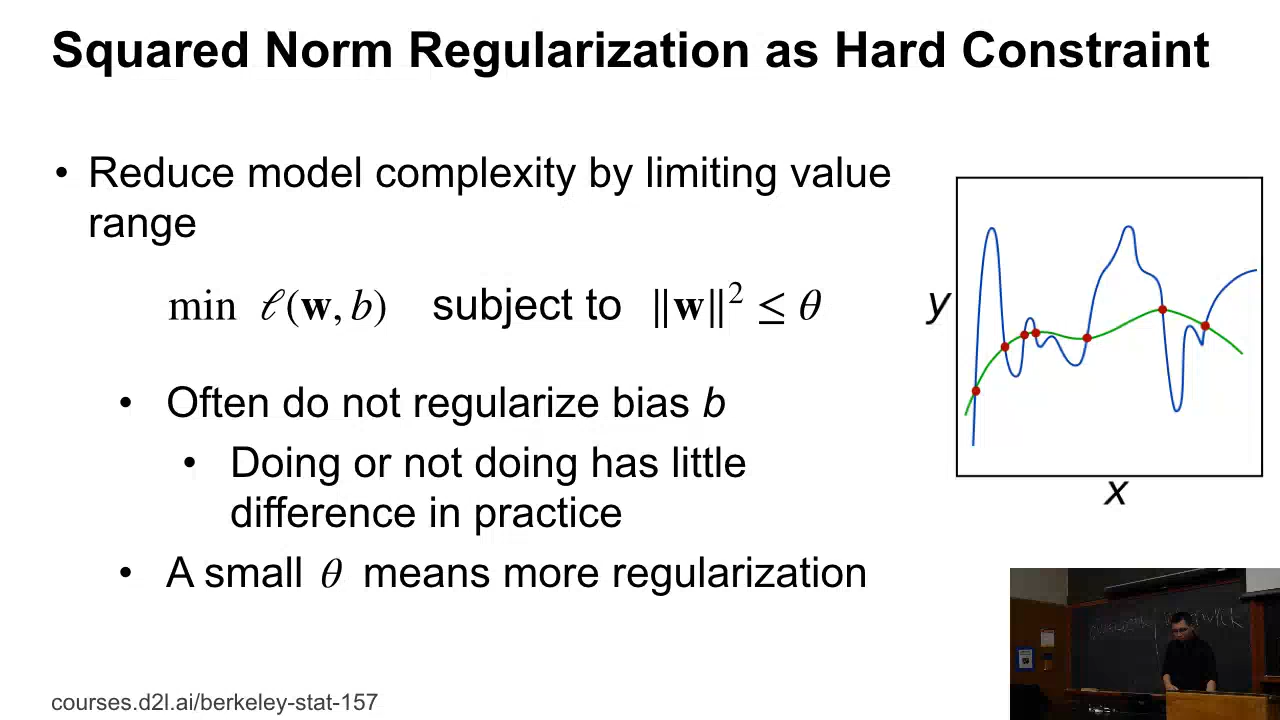 Squared Norm Regularization as Hard Constraint
• Reduce model complexity by limiting value
range
min ℓ(𝐰, b) subject to ‖𝐰‖² ≤ θ
• Often do not regularize bias b
• Doing or not doing has little
difference in practice
• A small θ means more regularization
y
x
courses.d2l.ai/berkeley-stat-157